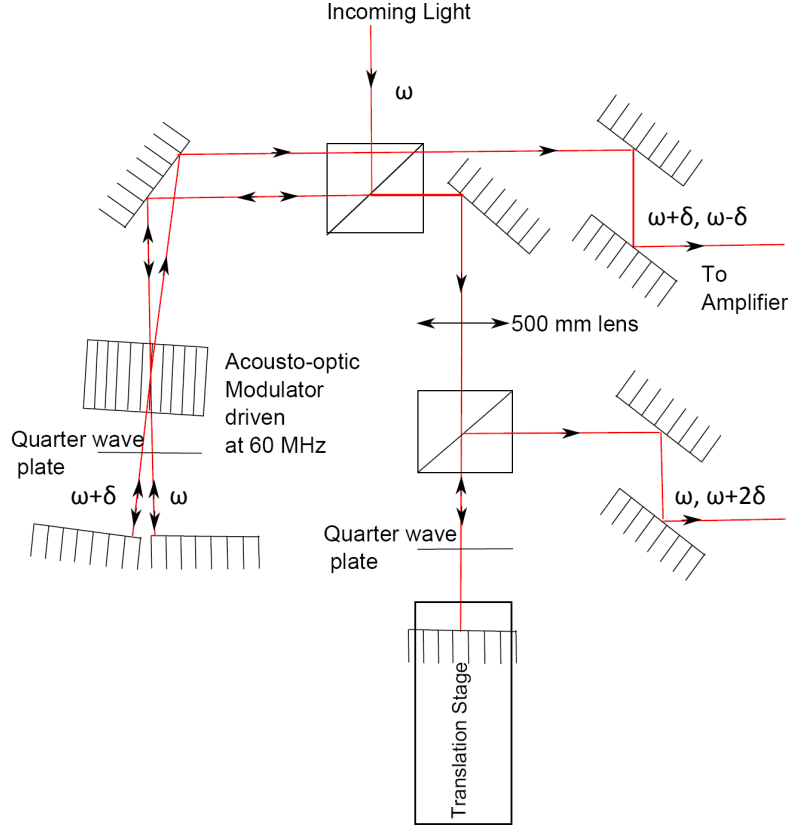 Incoming Light
ω
ω+δ, ω-δ
To
Amplifier
500 mm lens
Acousto-optic
Modulator
driven
at 60 MHz
Quarter wave
plate
ω+δ
ω
ω, ω+2δ
Quarter wave
plate
Translation Stage